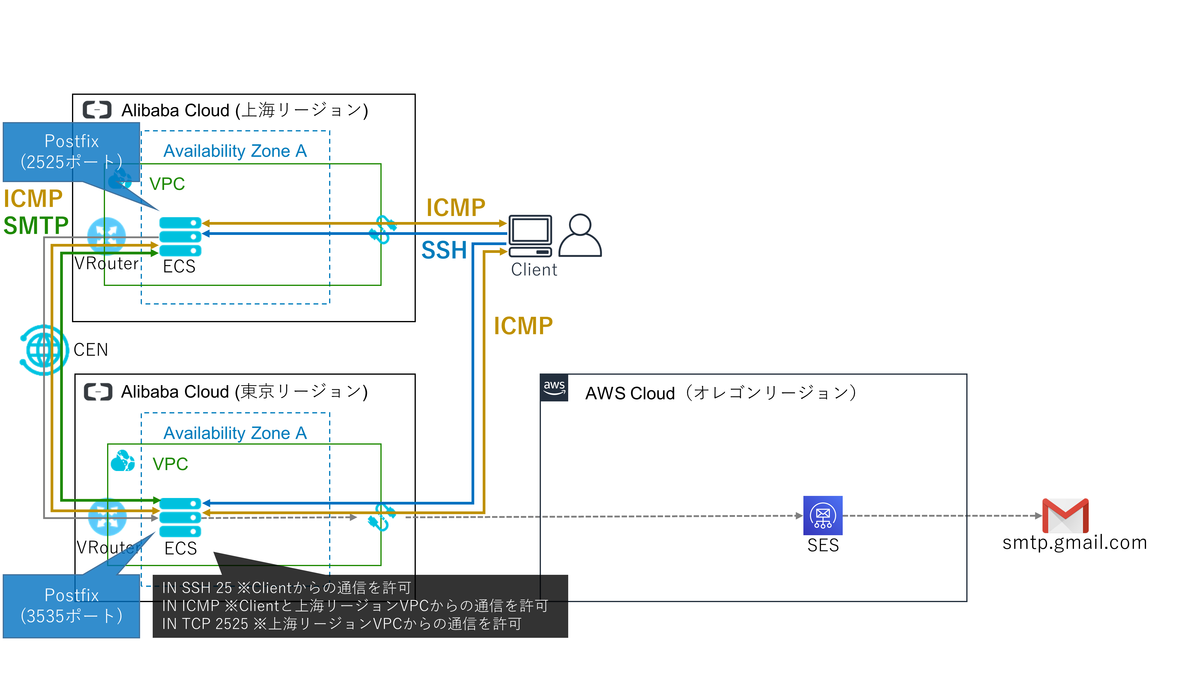 Alibaba Cloud (上海リージョン)
Postfix
(2525ポート)
Availability Zone A
VPC
ICMP
SMTP
VRouter
ECS
ICMP
SSH
Client
ICMP
CEN
Alibaba Cloud (東京リージョン)
Availability Zone A
VPC
VRouter
ECS
Postfix
(3535ポート)
IN SSH 25 ※Clientからの通信を許可
IN ICMP ※Clientと上海リージョンVPCからの通信を許可
IN TCP 2525 ※上海リージョンVPCからの通信を許可
aws
AWS Cloud（オレゴンリージョン）
SES
smtp.gmail.com